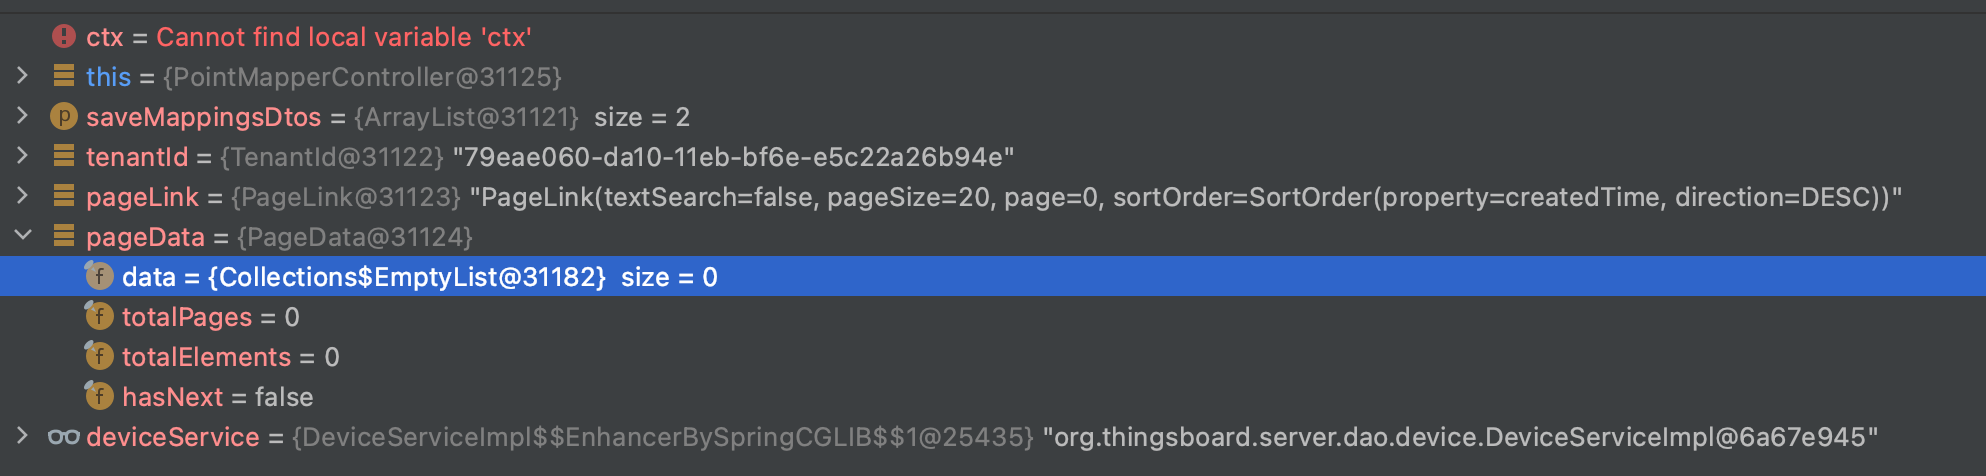 ctx = Cannot find local variable 'ctx'
this = {PointMapperController@31125}
p saveMappingsDtos = {ArrayList@31121} size = 2
tenantId = {TenantId@31122} "79eae060-da10-11eb-bf6e-e5c22a26b94e"
pageLink = {PageLink@31123} "PageLink(textSearch=false, pageSize=20, page=0, sortOrder=SortOrder(property=createdTime, direction=DESC))"
pageData = {PageData@31124}
f data = {Collections$EmptyList@31182} size = 0
f totalPages = 0
f totalElements = 0
f hasNext = false
deviceService = {DeviceServiceImpl$$EnhancerBySpringCGLIB$$1@25435} "org.thingsboard.server.dao.device.DeviceServiceImpl@6a67e945"